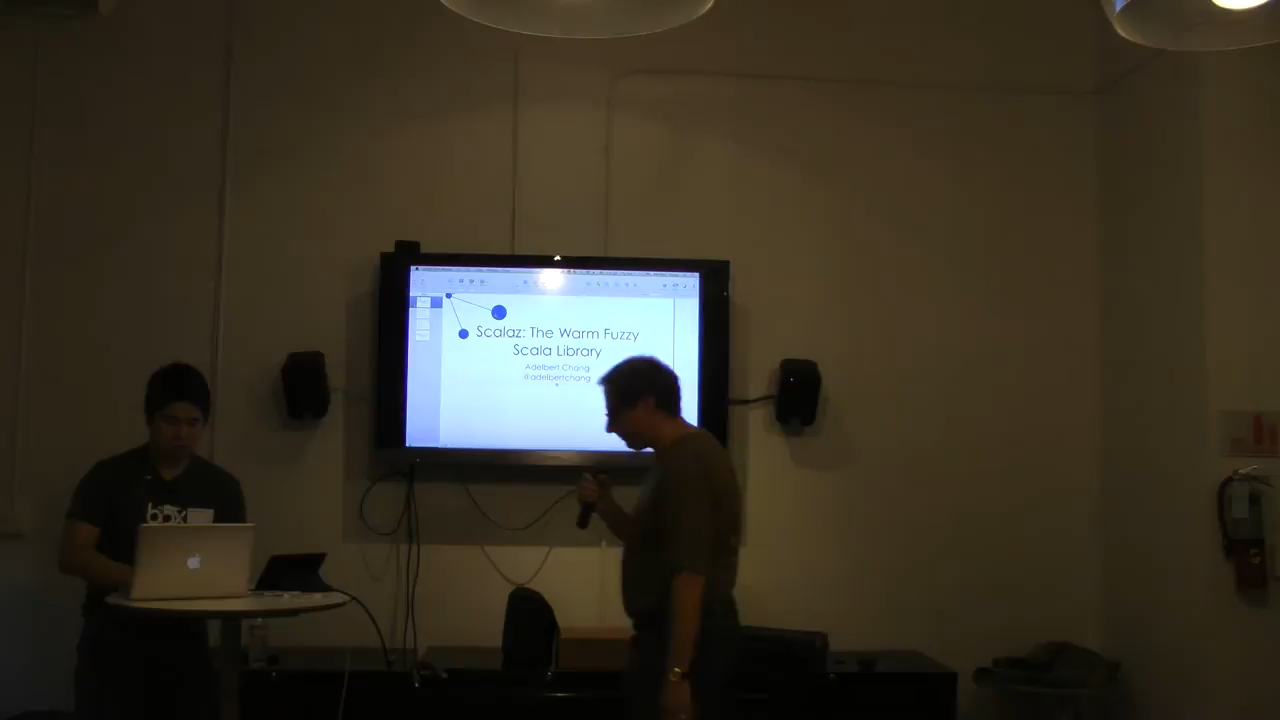 Scalaz: The Warm Fuzzy
Scala Library
Adelbert Chang
@adelbertchang
box